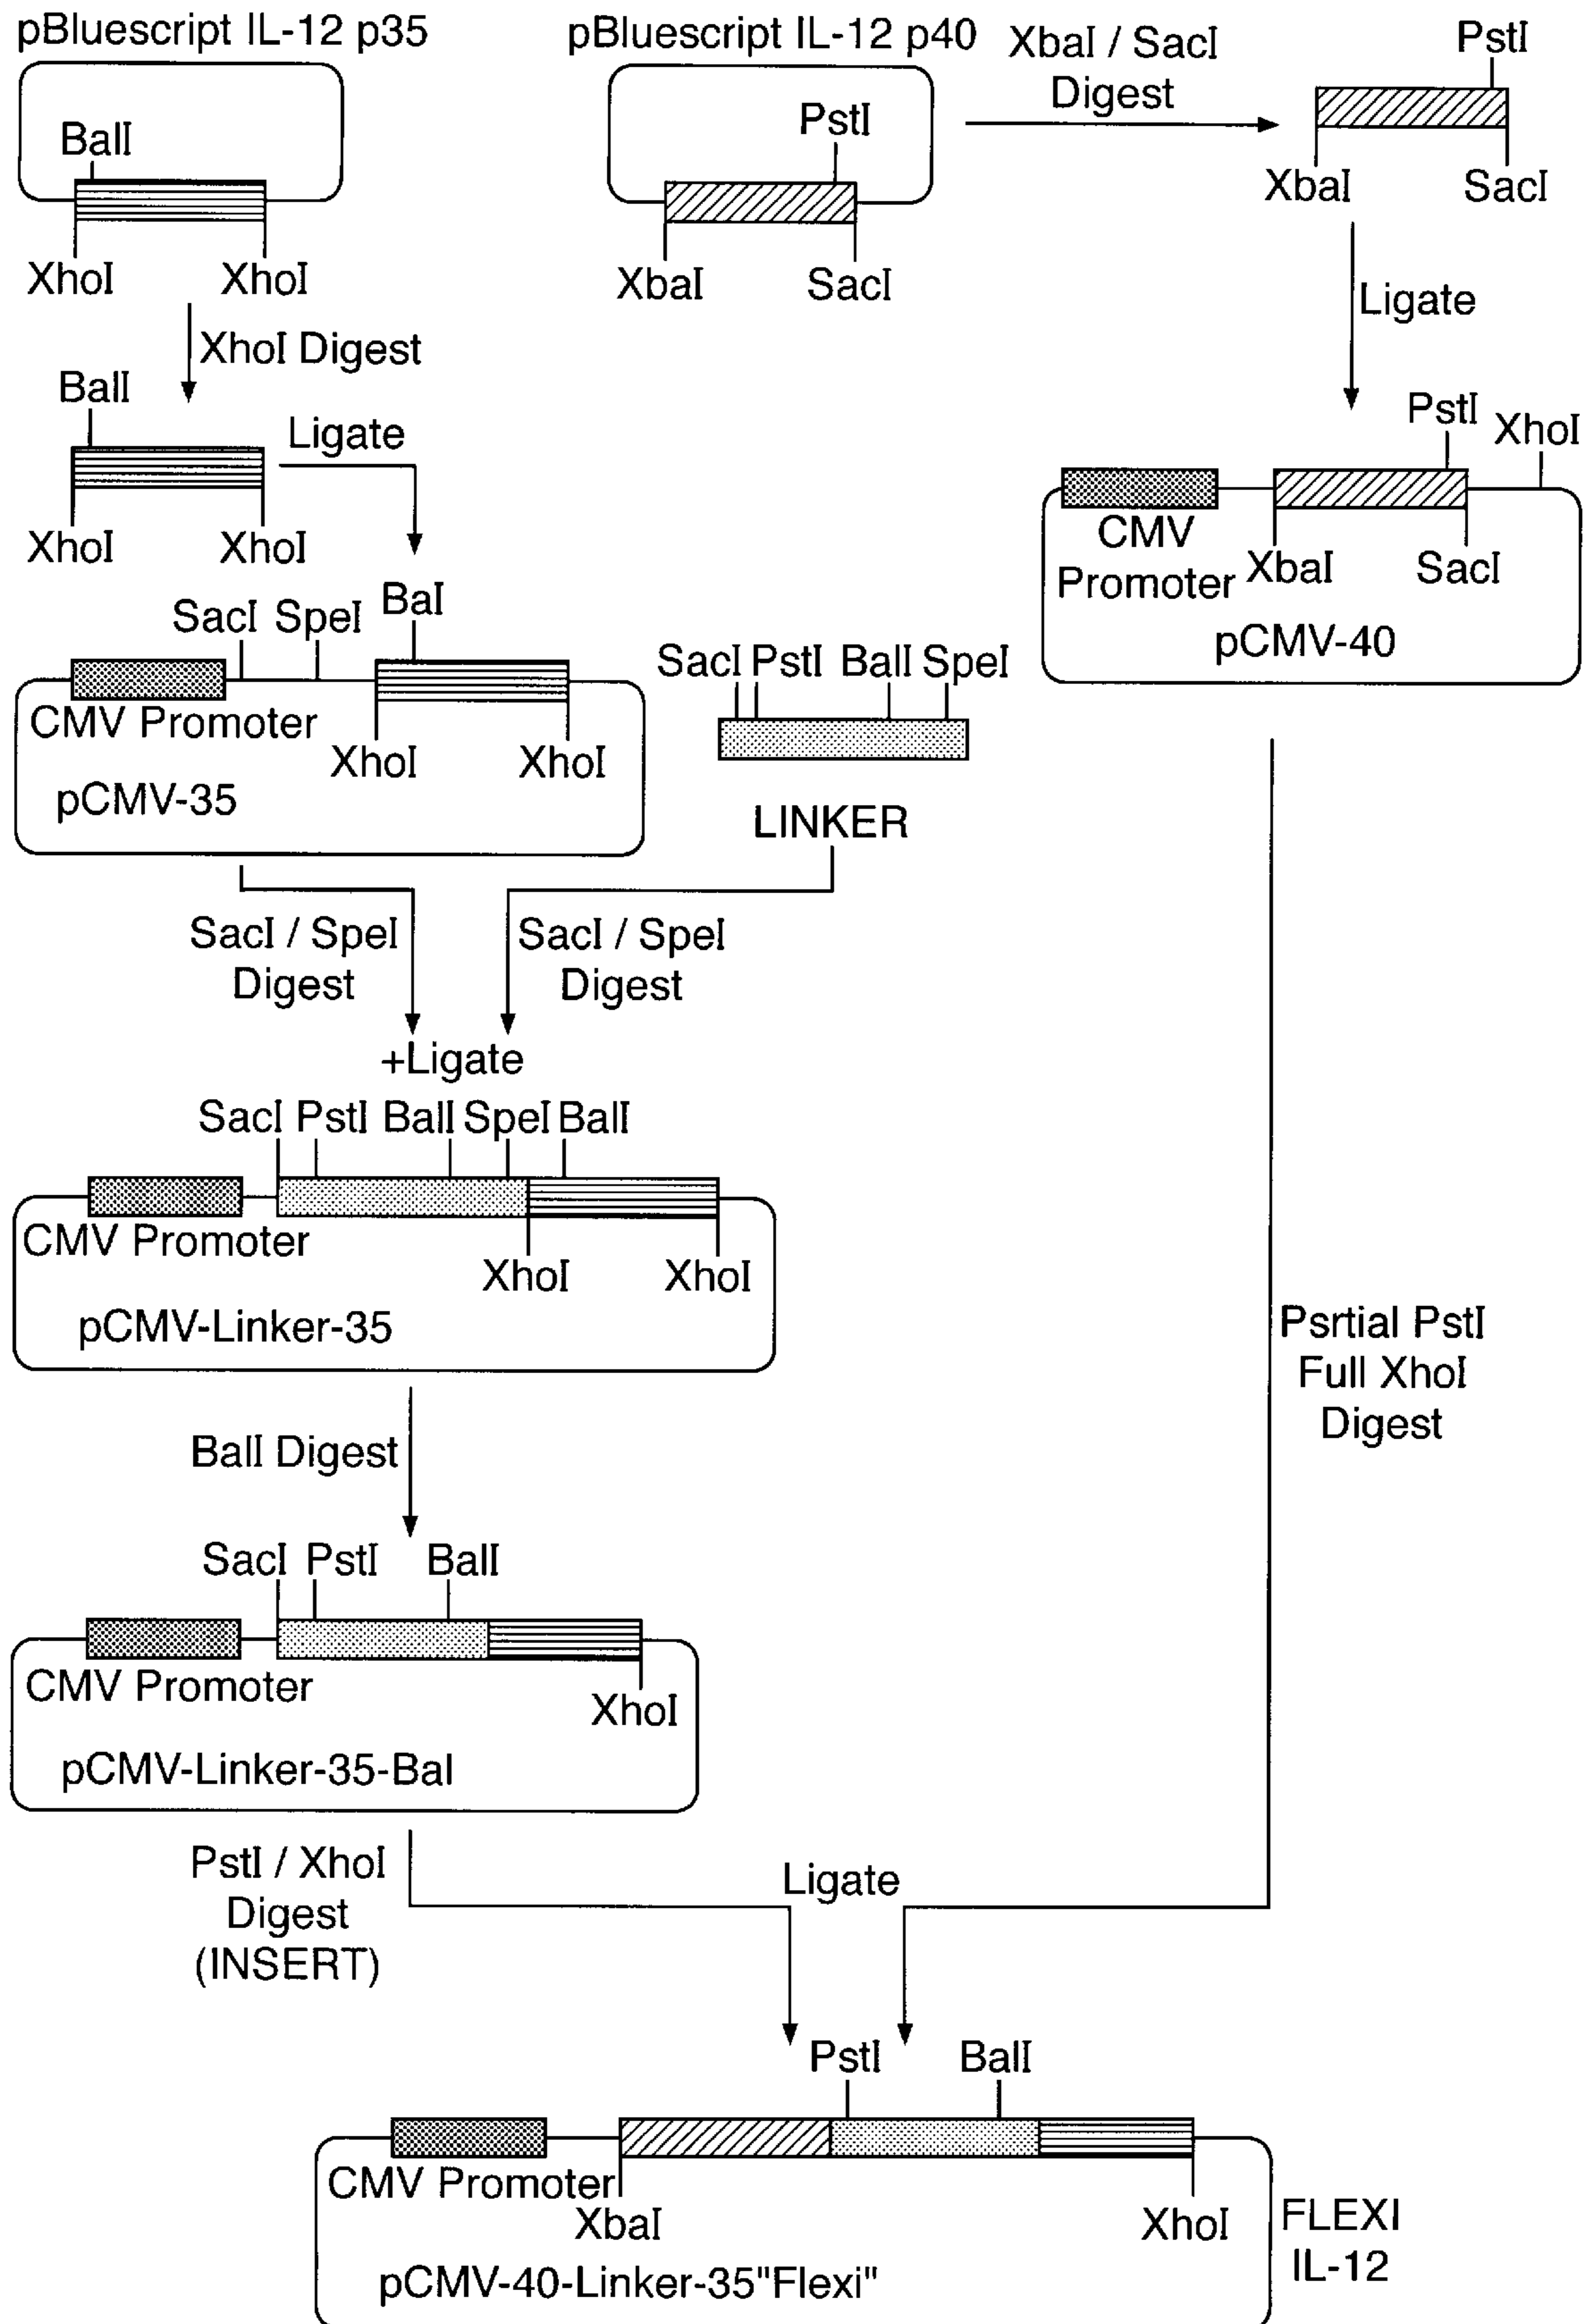 pBluescript IL-12 p35
BalI
XhoI XhoI
XhoI Digest
BalI
XhoI XhoI
Ligate
pBluescript IL-12 p40
PstI
XbaI SacI
XbaI / SacI
Digest
PstI
XbaI SacI
Ligate
PstI XhoI
CMV
Promoter XbaI SacI
pCMV-40
SacI SpeI BaI
CMV Promoter
XhoI XhoI
pCMV-35
SacI PstI BalI SpeI
LINKER
SacI / SpeI
Digest
SacI / SpeI
Digest
+Ligate
SacI PstI BalI SpeI BalI
CMV Promoter
XhoI XhoI
pCMV-Linker-35
BalI Digest
SacI PstI BalI
CMV Promoter
XhoI
pCMV-Linker-35-Bal
PstI / XhoI
Digest
(INSERT)
Ligate
Psrtial PstI
Full XhoI
Digest
PstI BalI
CMV Promoter
XbaI XhoI
pCMV-40-Linker-35"Flexi"
FLEXI
IL-12